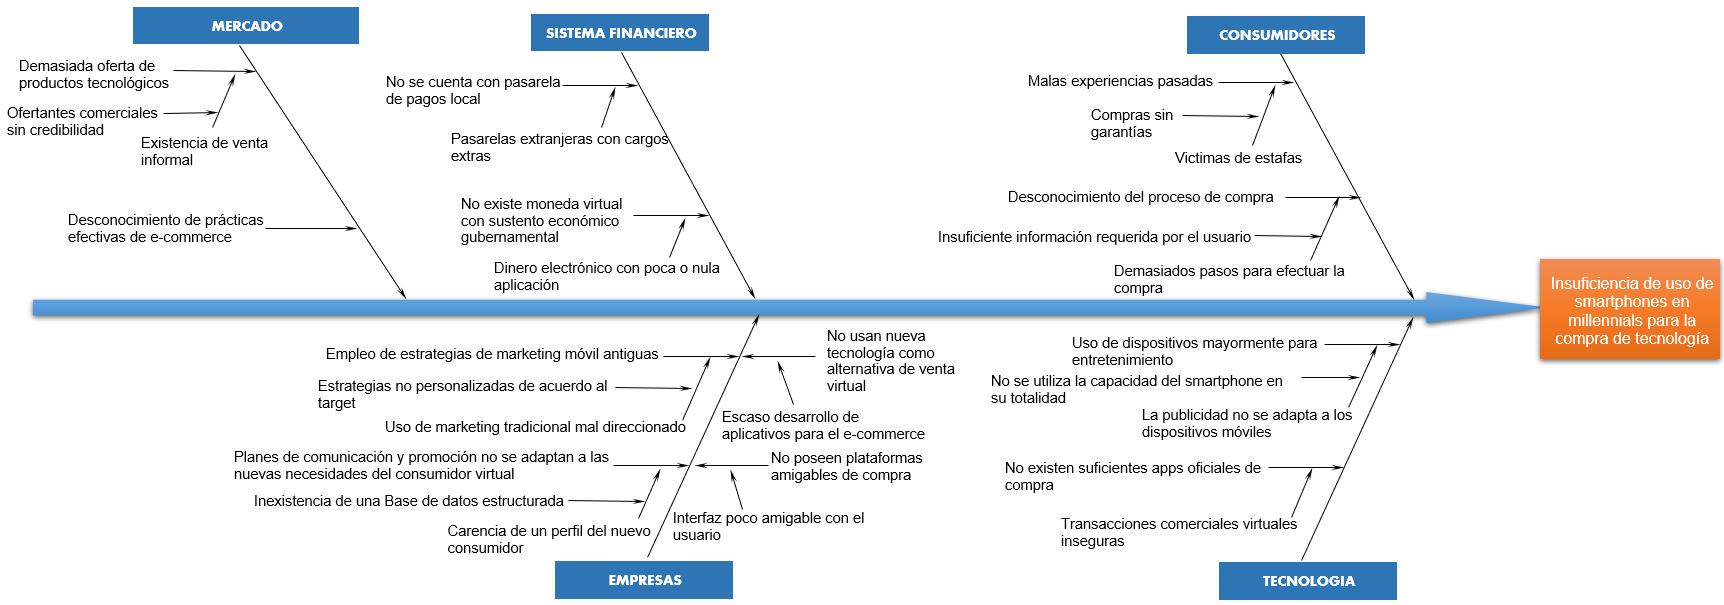 MERCADO
Demasiada oferta de
productos tecnológicos
Ofertantes comerciales
sin credibilidad
Existencia de venta
informal
Desconocimiento de prácticas
efectivas de e-commerce
SISTEMA FINANCIERO
No se cuenta con pasarela
de pagos local
Pasarelas extranjeras con cargos
extras
No existe moneda virtual
con sustento económico
gubernamental
Dinero electrónico con poca o nula
aplicación
CONSUMIDORES
Malas experiencias pasadas
Compras sin
garantías
Victimas de estafas
Desconocimiento del proceso de compra
Insuficiente información requerida por el usuario
Demasiados pasos para efectuar la
compra
Insuficiencia de uso de
smartphones en
millennials para la
compra de tecnología
Empleo de estrategias de marketing móvil antiguas
Estrategias no personalizadas de acuerdo al
target
Uso de marketing tradicional mal direccionado
No usan nueva
tecnología como
alternativa de venta
virtual
Escaso desarrollo de
aplicativos para el e-commerce
Planes de comunicación y promoción no se adaptan a las
nuevas necesidades del consumidor virtual
Inexistencia de una Base de datos estructurada
Carencia de un perfil del nuevo
consumidor
No poseen plataformas
amigables de compra
Interfaz poco amigable con el
usuario
EMPRESAS
Uso de dispositivos mayormente para
entretenimiento
No se utiliza la capacidad del smartphone en
su totalidad
La publicidad no se adapta a los
dispositivos móviles
No existen suficientes apps oficiales de
compra
Transacciones comerciales virtuales
inseguras
TECNOLOGIA